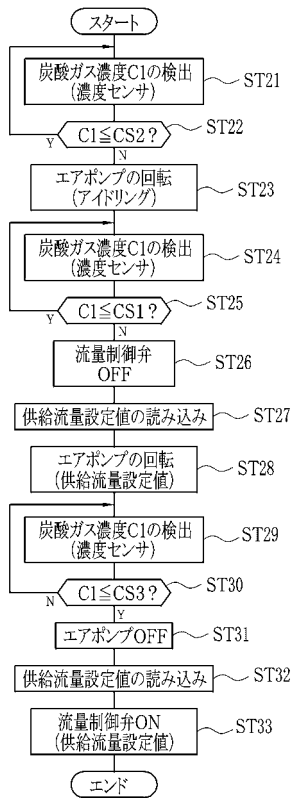 スタート
炭酸ガス濃度C1の検出
(濃度センサ)
ST21
C1≦CS2?
ST22
Y
N
エアポンプの回転
(アイドリング)
ST23
炭酸ガス濃度C1の検出
(濃度センサ)
ST24
C1≦CS1?
ST25
Y
N
流量制御弁
OFF
ST26
供給流量設定値の読み込み
ST27
エアポンプの回転
(供給流量設定値)
ST28
炭酸ガス濃度C1の検出
(濃度センサ)
ST29
C1≦CS3?
ST30
N
Y
エアポンプOFF
ST31
供給流量設定値の読み込み
ST32
流量制御弁ON
(供給流量設定値)
ST33
エンド